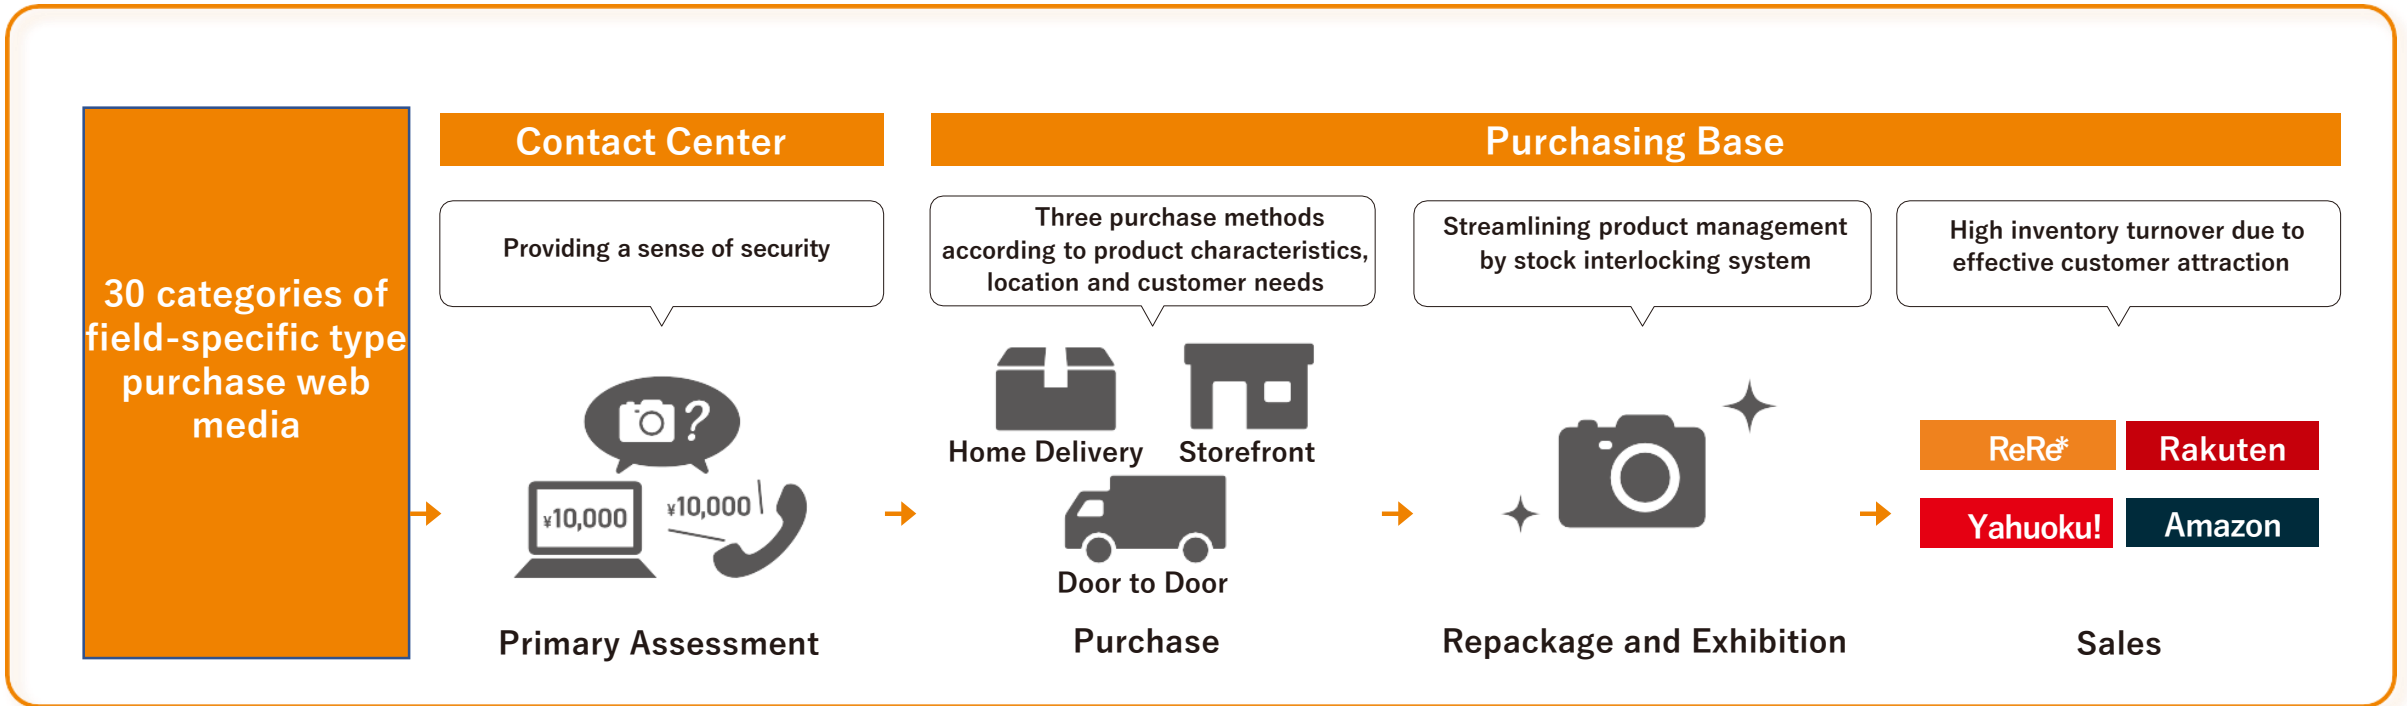 30 categories of
field-specific type
purchase web
media
Contact Center
Providing a sense of security
?
¥10,000
¥10,000
Primary Assessment
Purchasing Base
Three purchase methods
according to product characteristics,
location and customer needs
Home Delivery
Storefront
Door to Door
Purchase
Streamlining product management
by stock interlocking system
Repackage and Exhibition
High inventory turnover due to
effective customer attraction
ReRe*
Rakuten
Yahuoku!
Amazon
Sales